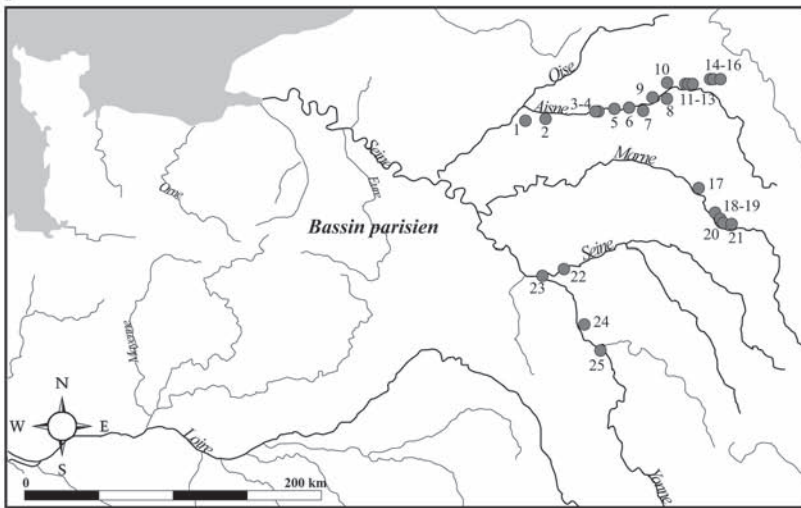 Oise
10
14-16
9
Aisne
3-4
11-13
1
2
5
6
7
8
Seine
Marne
17
Orne
Eure
18-19
Bassin parisien
20
21
Seine
22
23
Mayenne
24
25
N
W
E
S
Loire
Yonne
0
200 km